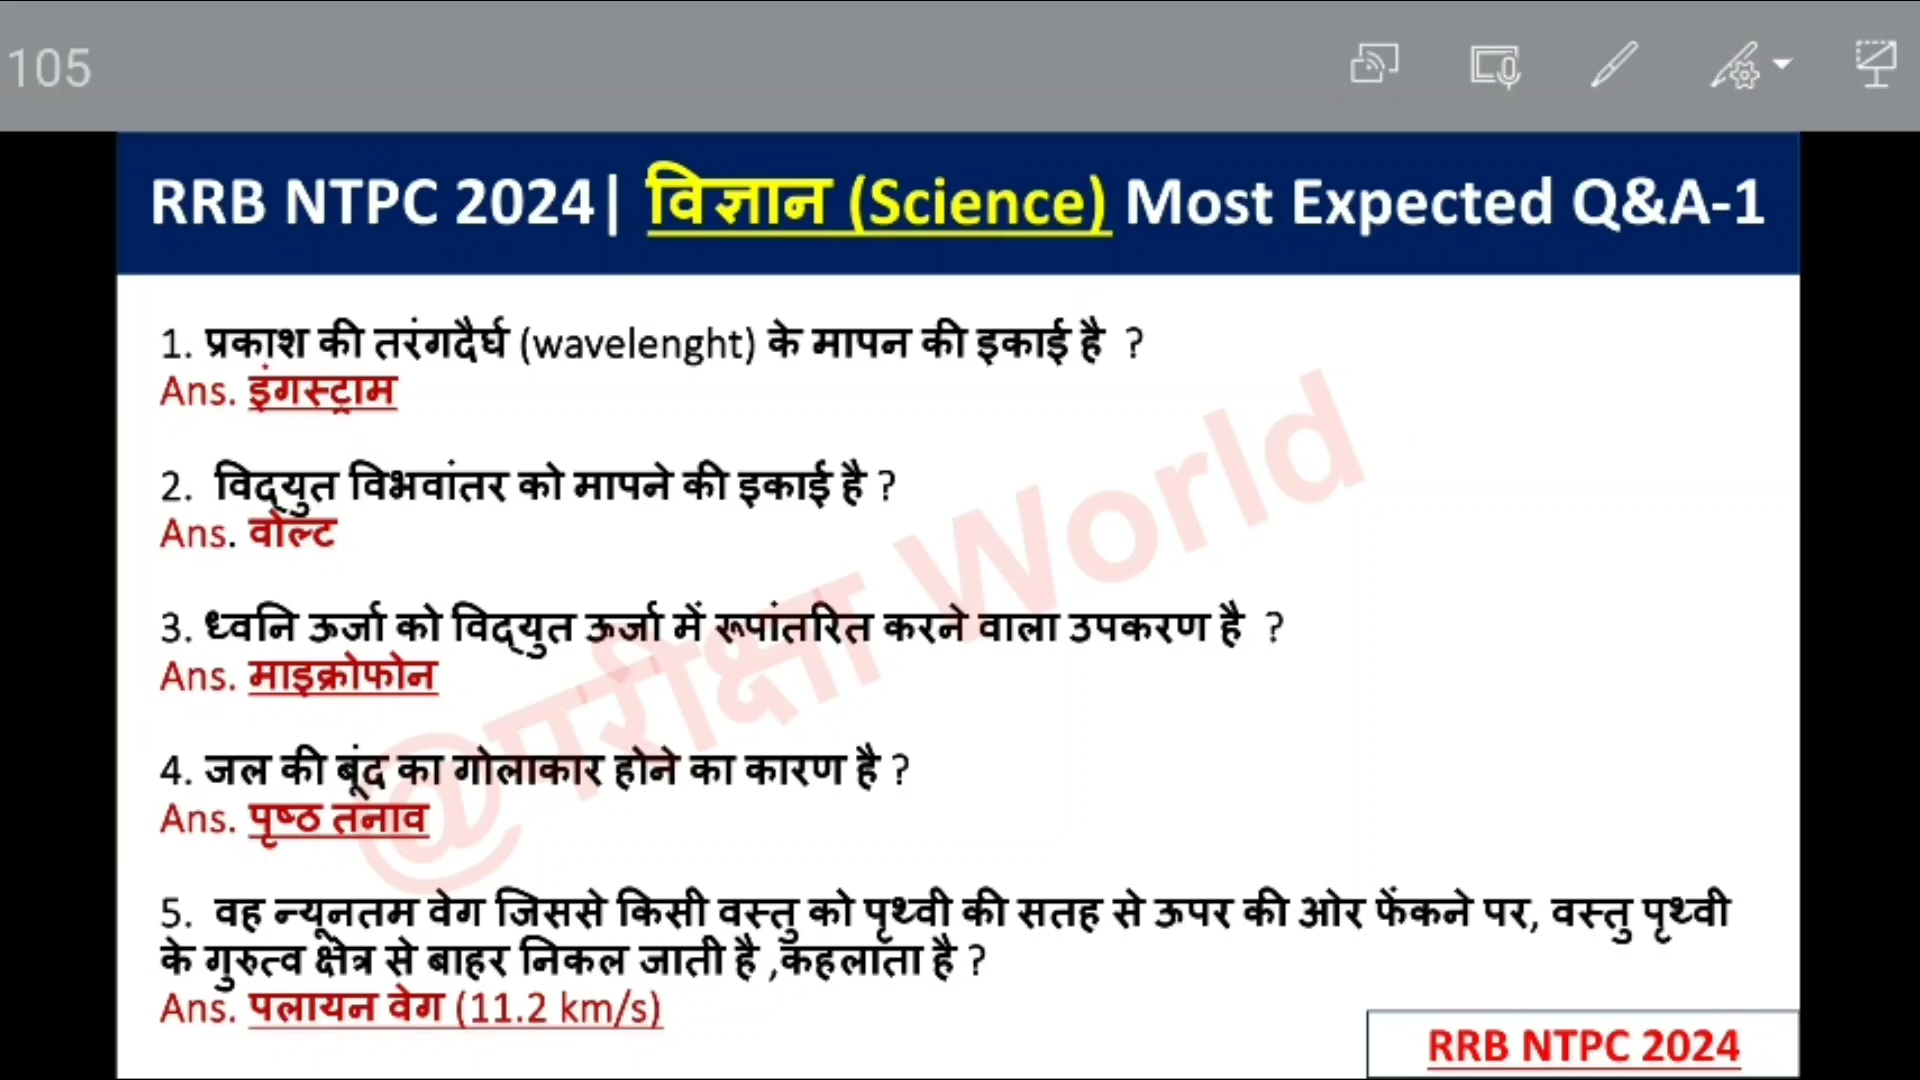 105
RRB NTPC 2024| विज्ञान (Science) Most Expected Q&A-1
1. प्रकाश की तरंगदैर्घ (wavelenght) के मापन की इकाई है ?
Ans. इंगस्ट्राम
2. विद्युत विभवांतर को मापने की इकाई है ?
Ans. वोल्ट
3. ध्वनि ऊर्जा को विद्युत ऊर्जा में रूपांतरित करने वाला उपकरण है ?
Ans. माइक्रोफोन
4. जल की बूंद का गोलाकार होने का कारण है ?
Ans. पृष्ठ तनाव
5. वह न्यूनतम वेग जिससे किसी वस्तु को पृथ्वी की सतह से ऊपर की ओर फेंकने पर, वस्तु पृथ्वी
के गुरुत्व क्षेत्र से बाहर निकल जाती है ,कहलाता है ?
Ans. पलायन वेग (11.2 km/s)
@परीक्षा World
RRB NTPC 2024